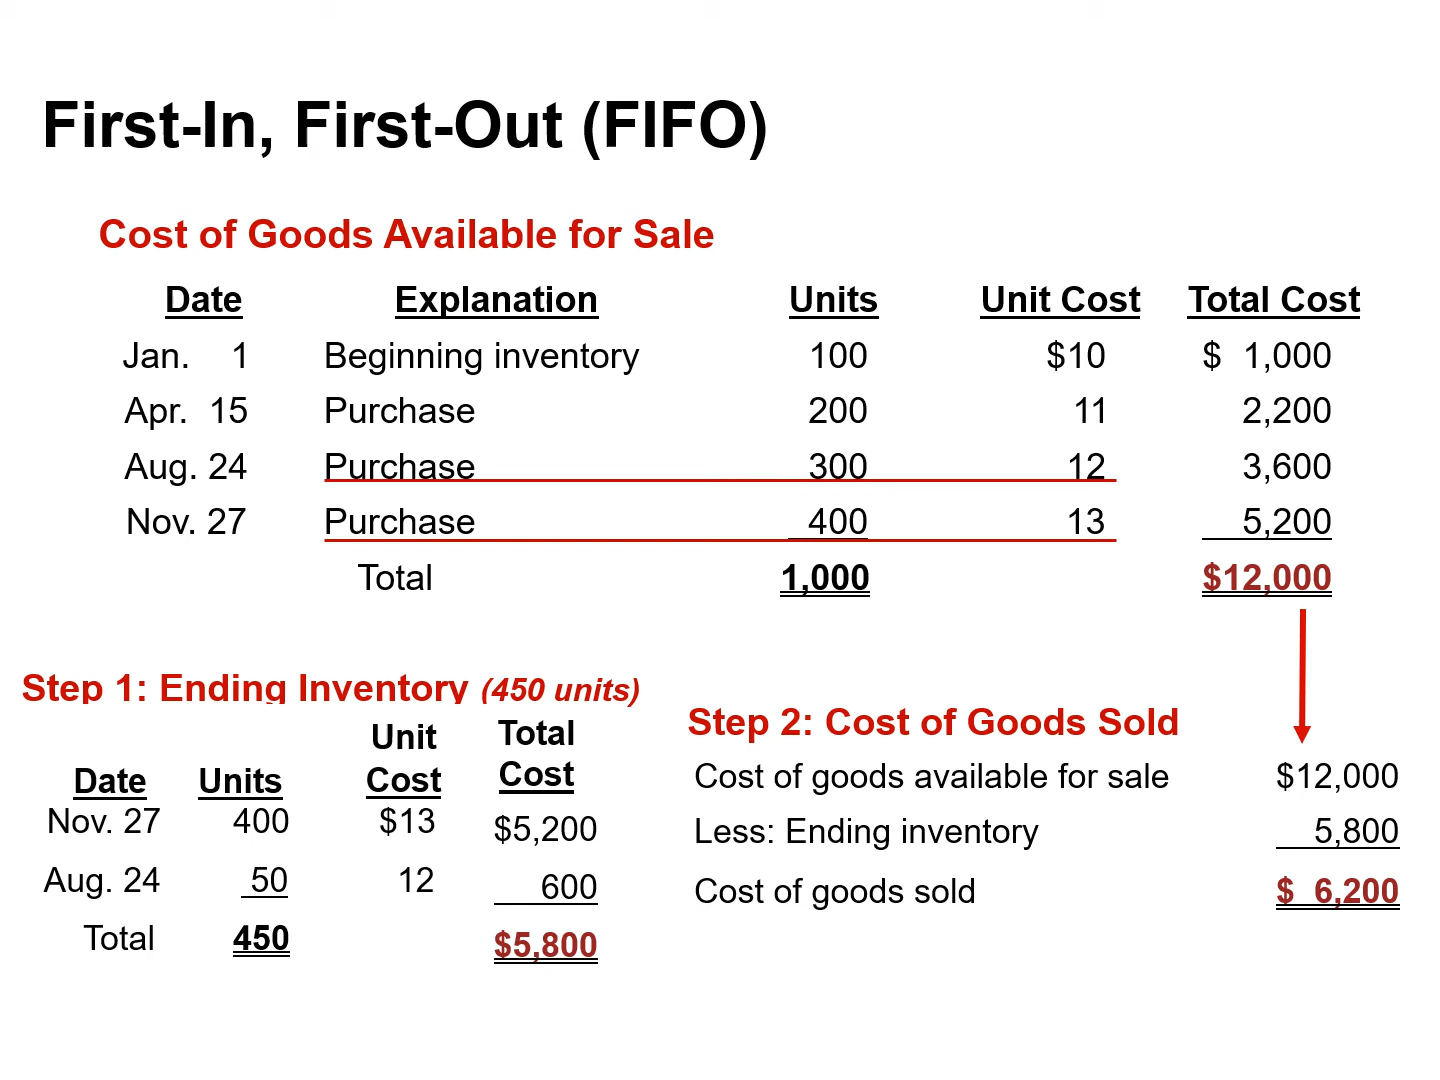 First-In, First-Out (FIFO)
Cost of Goods Available for Sale
Date Explanation Units Unit Cost Total Cost
Jan. 1 Beginning inventory 100 $10 $ 1,000
Apr. 15 Purchase 200 11 2,200
Aug. 24 Purchase 300 12 3,600
Nov. 27 Purchase 400 13 5,200
Total 1,000 $12,000
Step 1: Ending Inventory (450 units)
Date Units Unit Cost Total Cost
Nov. 27 400 $13 $5,200
Aug. 24 50 12 600
Total 450 $5,800
Step 2: Cost of Goods Sold
Cost of goods available for sale $12,000
Less: Ending inventory 5,800
Cost of goods sold $ 6,200